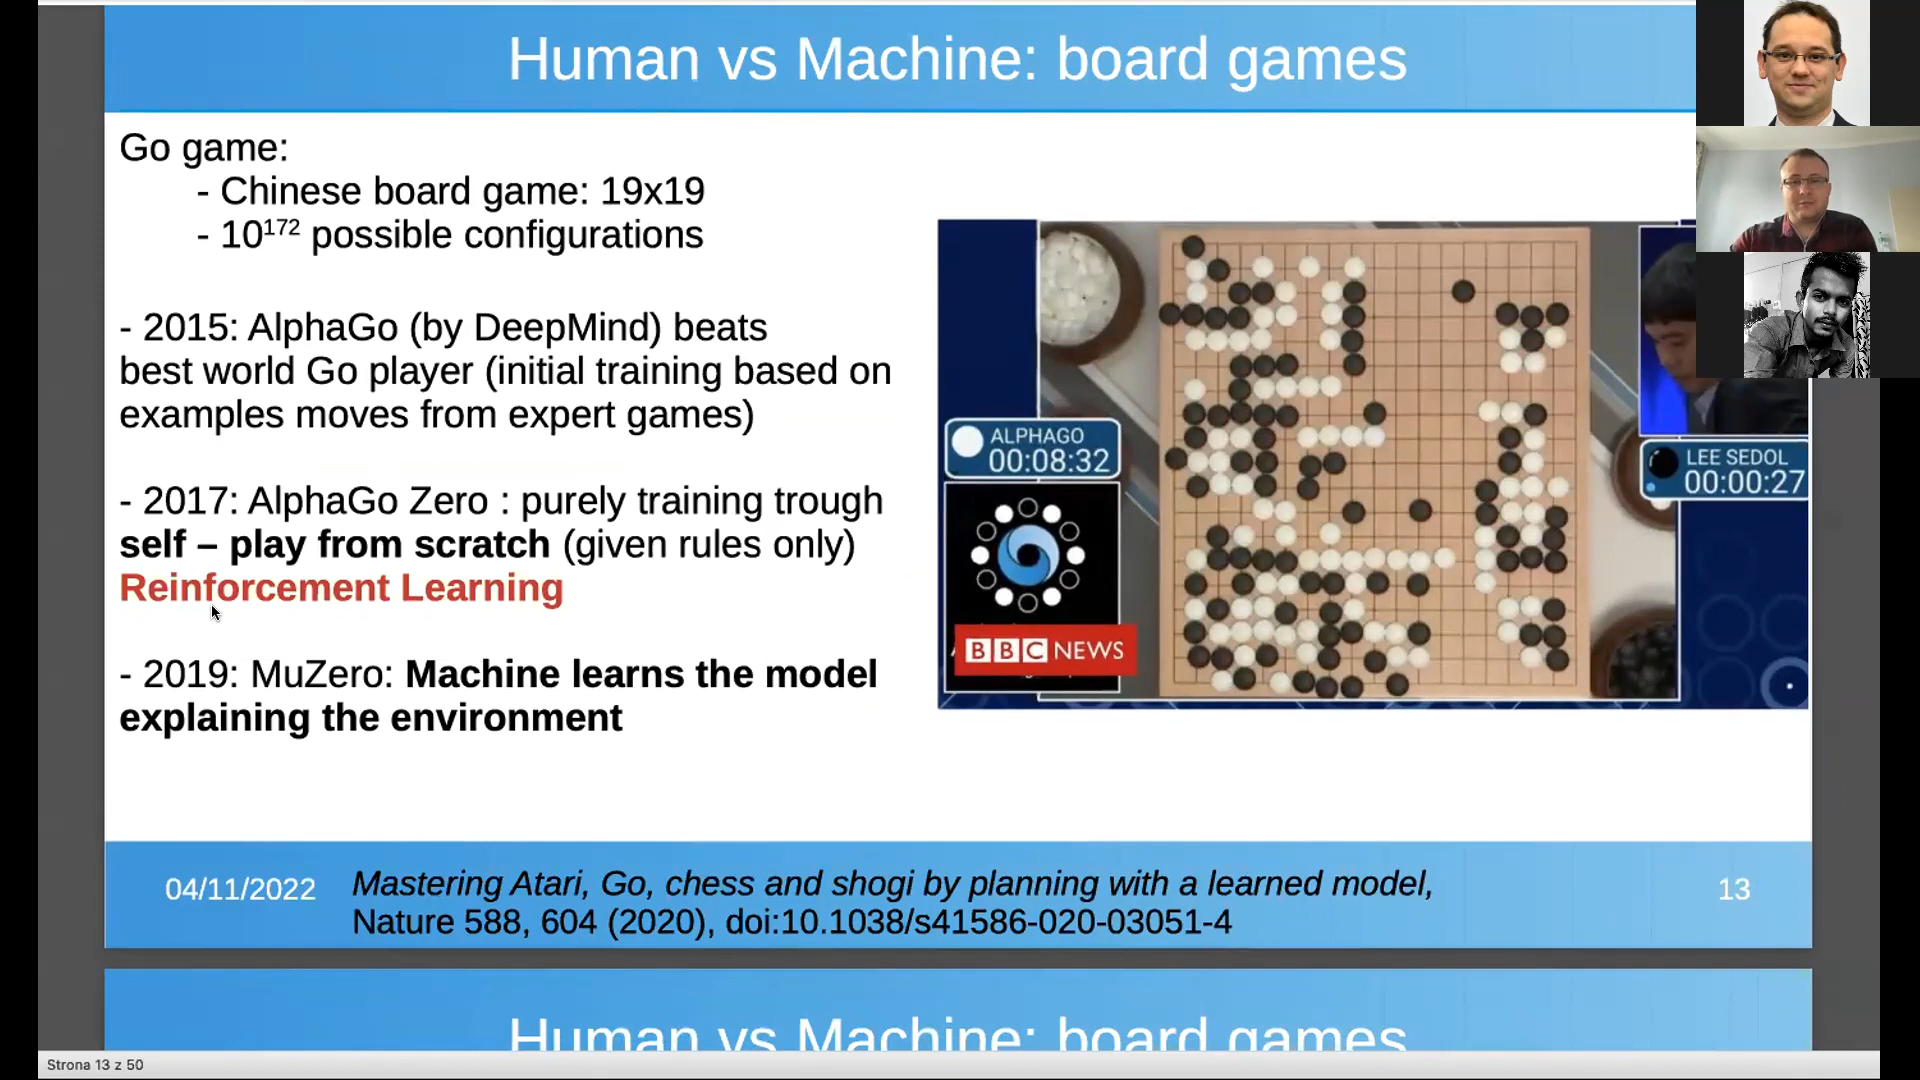 Human vs Machine: board games
Go game:
- Chinese board game: 19x19
- 10¹⁷² possible configurations
- 2015: AlphaGo (by DeepMind) beats
best world Go player (initial training based on
examples moves from expert games)
- 2017: AlphaGo Zero : purely training trough
self – play from scratch (given rules only)
Reinforcement Learning
- 2019: MuZero: Machine learns the model
explaining the environment
ALPHAGO
00:08:32
LEE SEDOL
00:00:27
BBC NEWS
04/11/2022
Mastering Atari, Go, chess and shogi by planning with a learned model,
Nature 588, 604 (2020), doi:10.1038/s41586-020-03051-4
13
Human vs Machine: board games
Strona 13 z 50